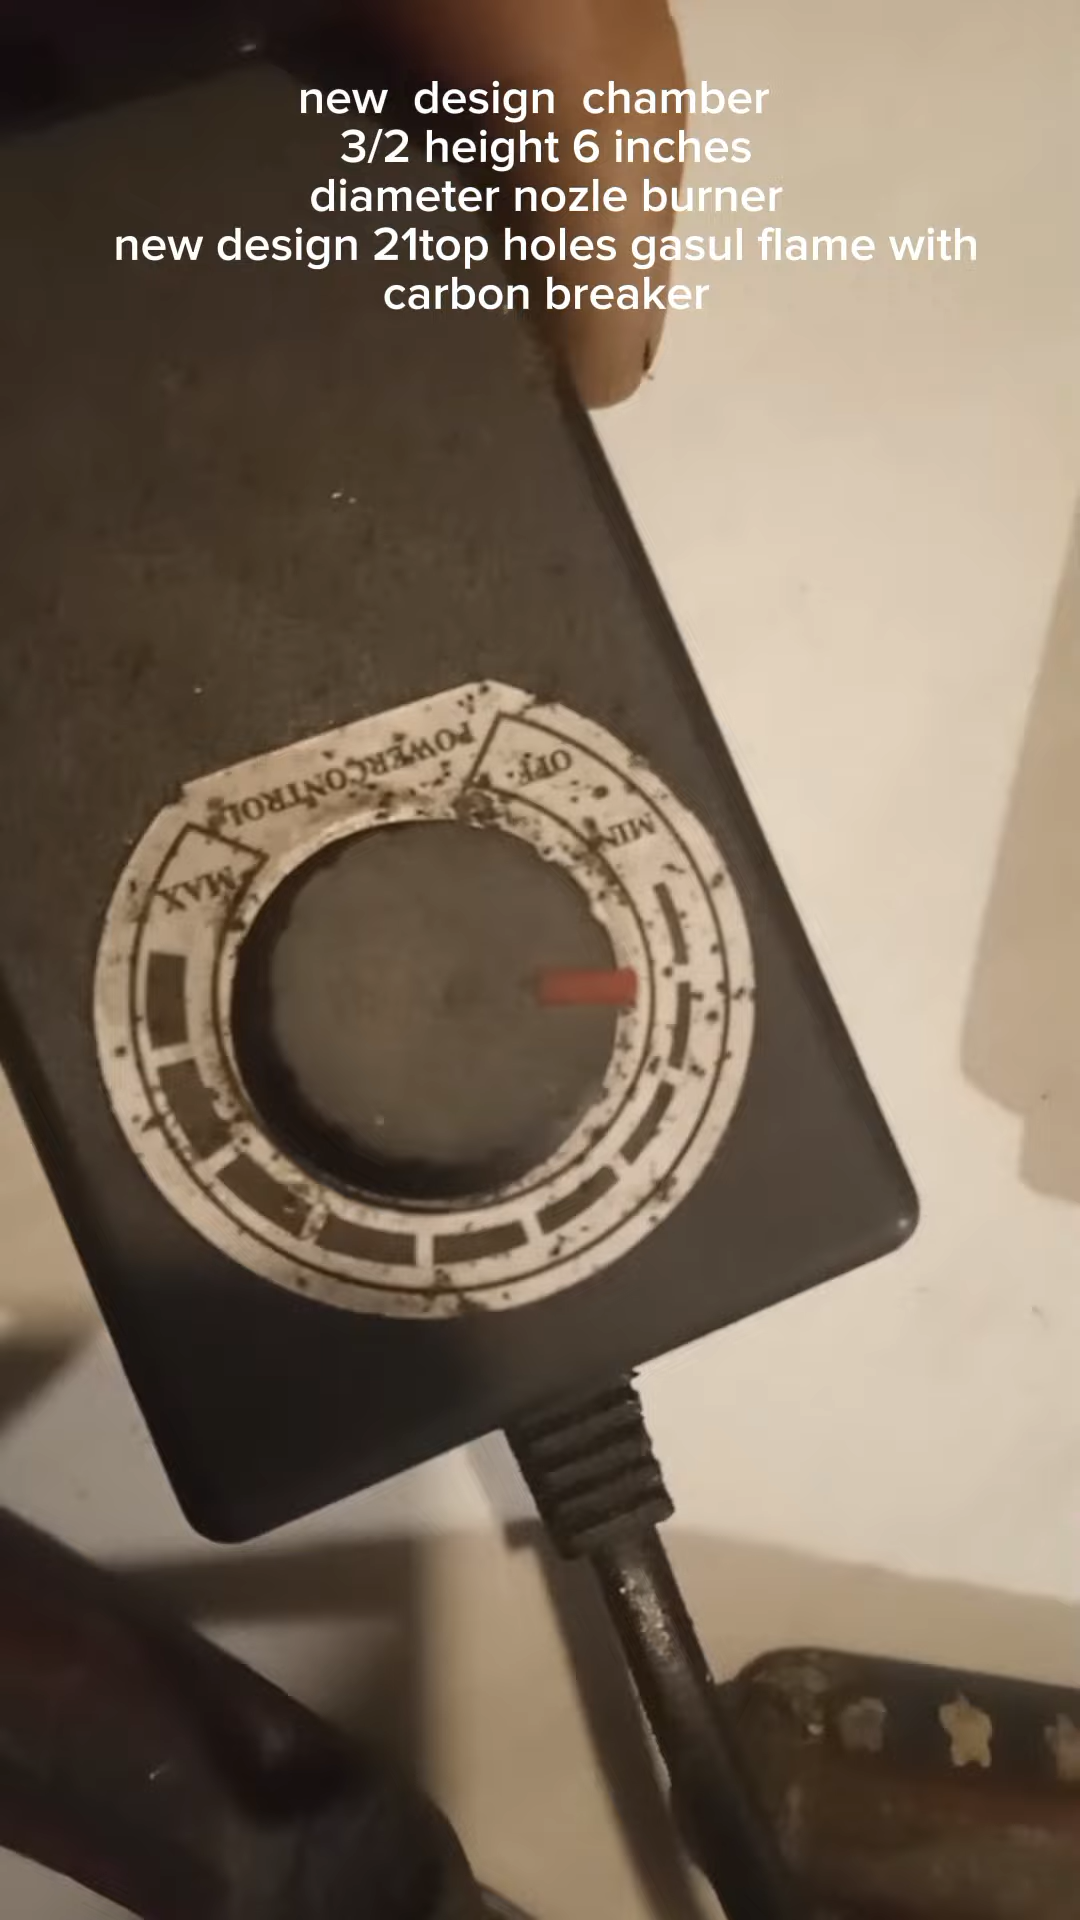 new design chamber
3/2 height 6 inches
diameter nozle burner
new design 21top holes gasul flame with
carbon breaker
POWERCONTROL
OFF
MIN
MAX